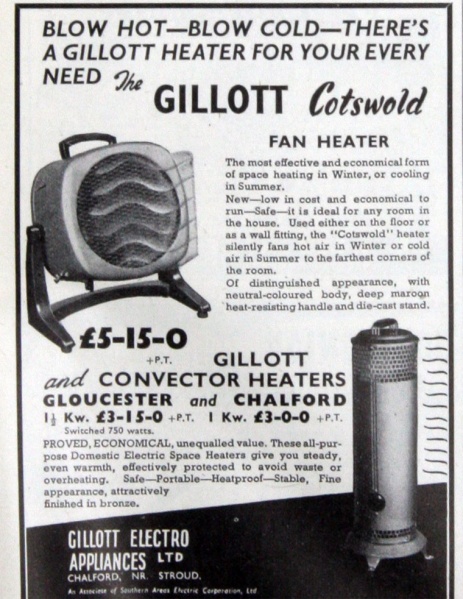 BLOW HOT—BLOW COLD—THERE'S
A GILLOTT HEATER FOR YOUR EVERY
NEED The
GILLOTT Cotswold
FAN HEATER
The most effective and economical form
of space heating in Winter, or cooling
in Summer.
New—low in cost and economical to
run—Safe—it is ideal for any room in
the house. Used either on the floor or
as a wall fitting, the "Cotswold" heater
silently fans hot air in Winter or cold
air in Summer to the farthest corners of
the room.
Of distinguished appearance, with
neutral-coloured body, deep maroon
heat-resisting handle and die-cast stand.
£5-15-0
+P.T.
GILLOTT
and CONVECTOR HEATERS
GLOUCESTER and CHALFORD
1½ Kw. £3-15-0 +P.T. 1 Kw. £3-0-0 +P.T.
Switched 750 watts.
PROVED, ECONOMICAL, unequalled value. These all-pur-
pose Domestic Electric Space Heaters give you steady,
even warmth, effectively protected to avoid waste or
overheating. Safe—Portable—Heatproof—Stable, Fine
appearance, attractively
finished in bronze.
GILLOTT ELECTRO
APPLIANCES LTD
CHALFORD, NR. STROUD.
An Associate of Southern Areas Electric Corporation, Ltd